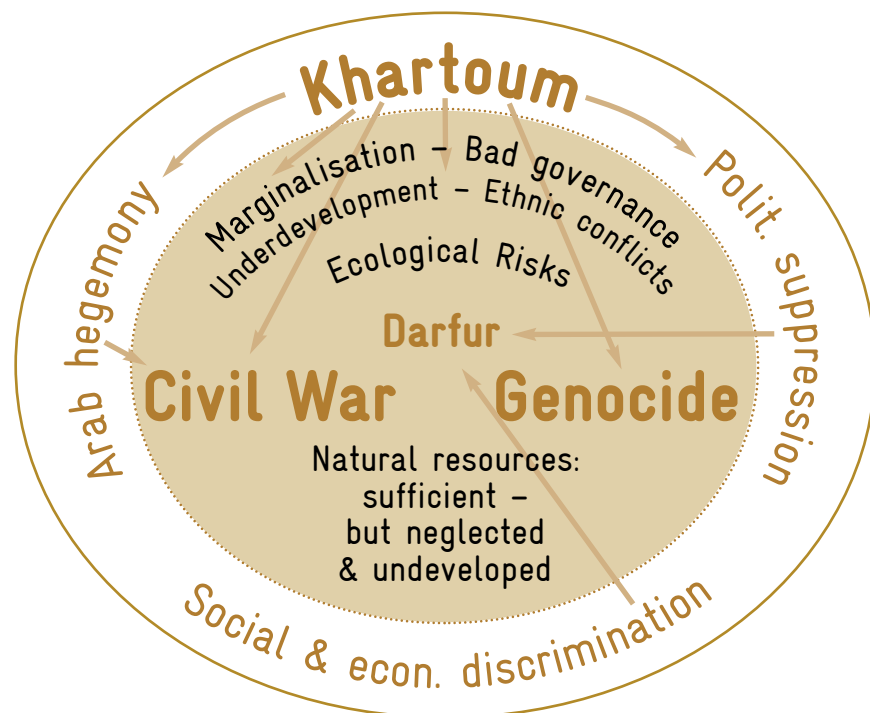 Khartoum
Marginalisation – Bad governance
Underdevelopment – Ethnic conflicts
Ecological Risks
Arab hegemony
Polit. suppression
Darfur
Civil War
Genocide
Natural resources:
sufficient –
but neglected
& undeveloped
Social & econ. discrimination